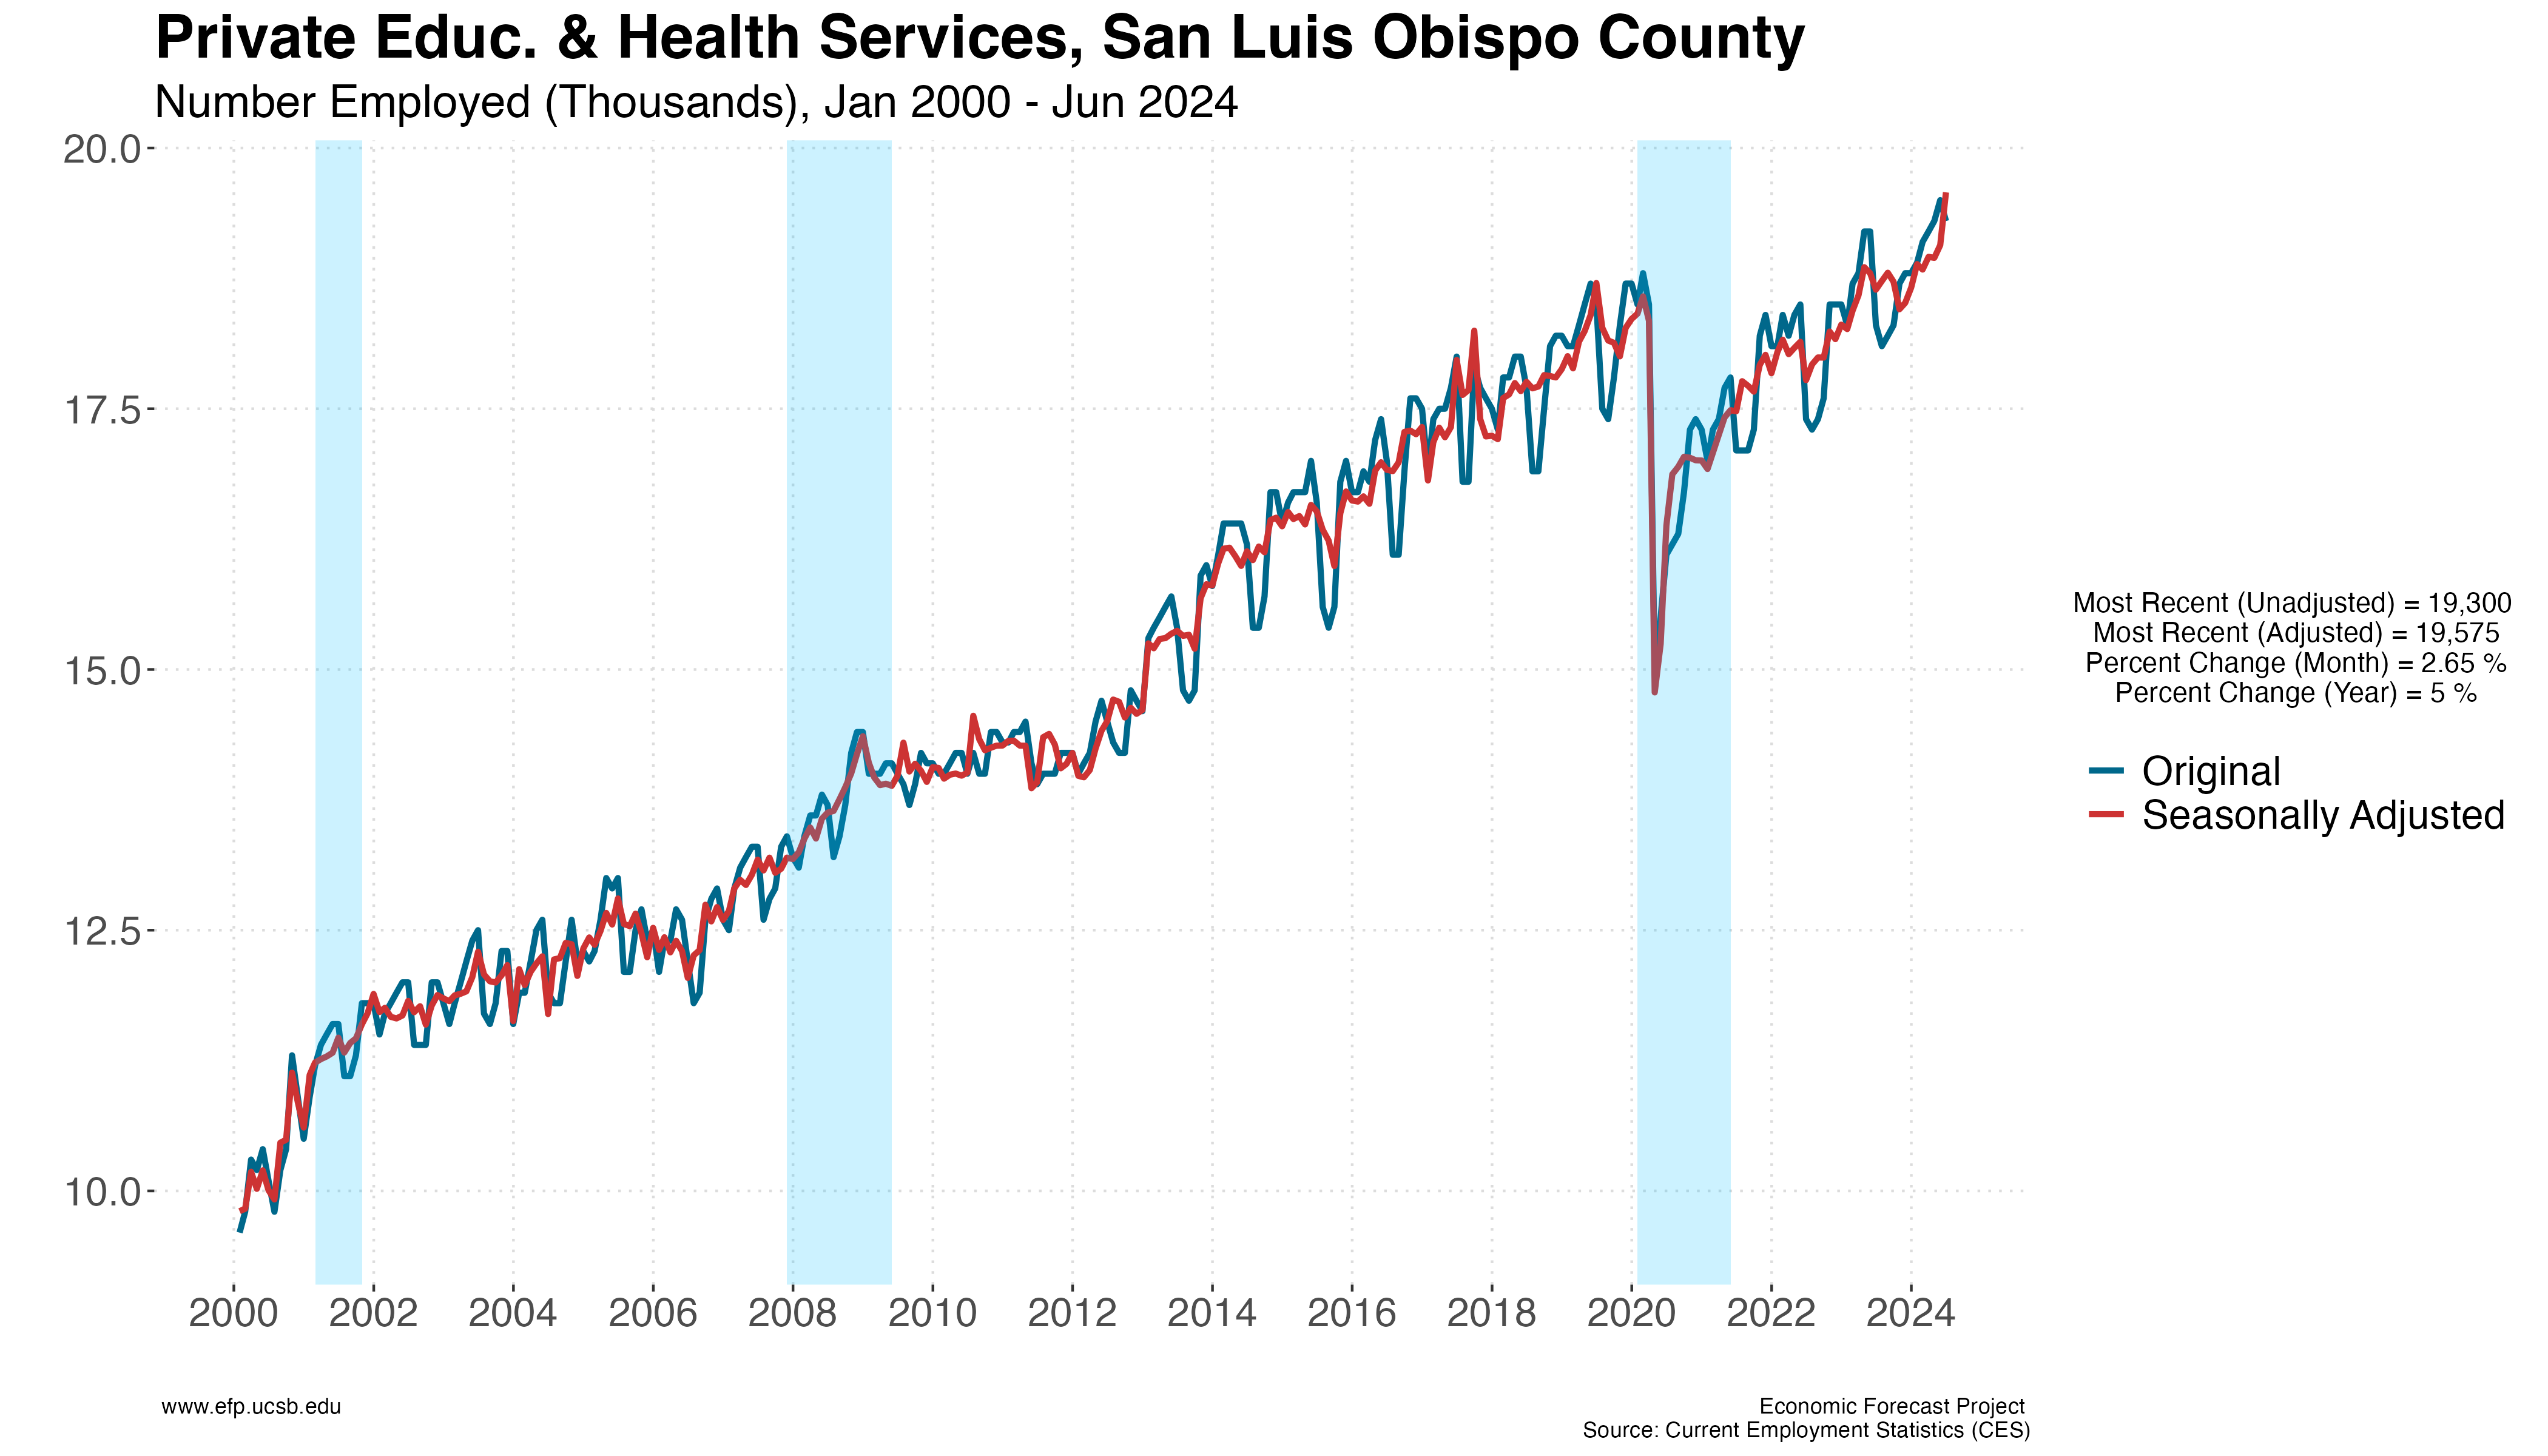 Private Educ. & Health Services, San Luis Obispo County
Number Employed (Thousands), Jan 2000 - Jun 2024
20.0
17.5
15.0
12.5
10.0
2000 2002 2004 2006 2008 2010 2012 2014 2016 2018 2020 2022 2024
Most Recent (Unadjusted) = 19,300
Most Recent (Adjusted) = 19,575
Percent Change (Month) = 2.65 %
Percent Change (Year) = 5 %
Original
Seasonally Adjusted
www.efp.ucsb.edu
Economic Forecast Project
Source: Current Employment Statistics (CES)